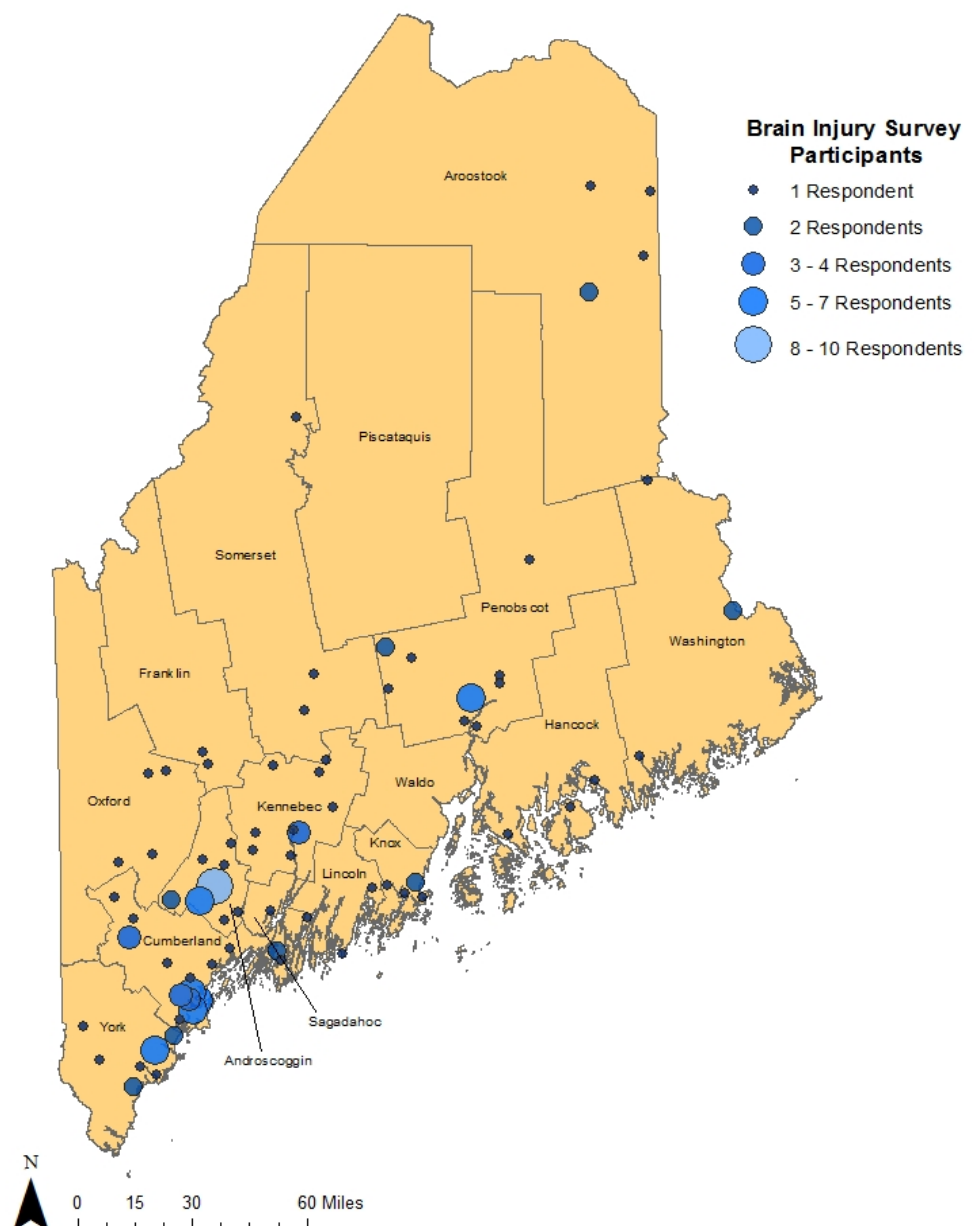 Brain Injury Survey
Participants
1 Respondent
2 Respondents
3 - 4 Respondents
5 - 7 Respondents
8 - 10 Respondents
Aroostook
Piscataquis
Somerset
Penobscot
Washington
Franklin
Hancock
Waldo
Oxford
Kennebec
Knox
Lincoln
Cumberland
Sagadahoc
York
Androscoggin
N
0 15 30 60 Miles